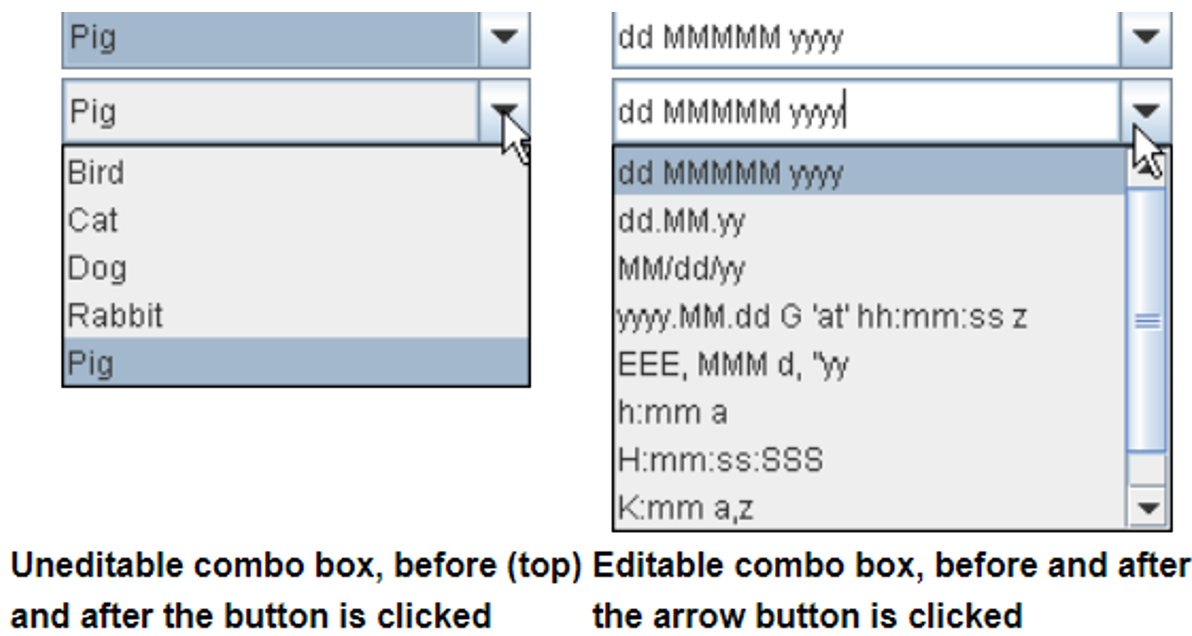 Pig
Pig
Bird
Cat
Dog
Rabbit
Pig
Uneditable combo box, before (top)
and after the button is clicked
dd MMMMM yyyy
dd MMMMM yyyy
dd MMMMM yyyy
dd.MM.yy
MM/dd/yy
yyyy.MM.dd G 'at' hh:mm:ss z
EEE, MMM d, ''yy
h:mm a
H:mm:ss:SSS
K:mm a,z
Editable combo box, before and after
the arrow button is clicked